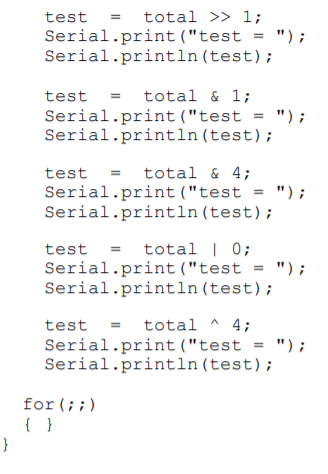 test  =  total >> 1;
Serial.print("test = ");
Serial.println(test);
test  =  total & 1;
Serial.print("test = ");
Serial.println(test);
test  =  total & 4;
Serial.print("test = ");
Serial.println(test);
test  =  total | 0;
Serial.print("test = ");
Serial.println(test);
test  =  total ^ 4;
Serial.print("test = ");
Serial.println(test);
for(;;)
{ }
}